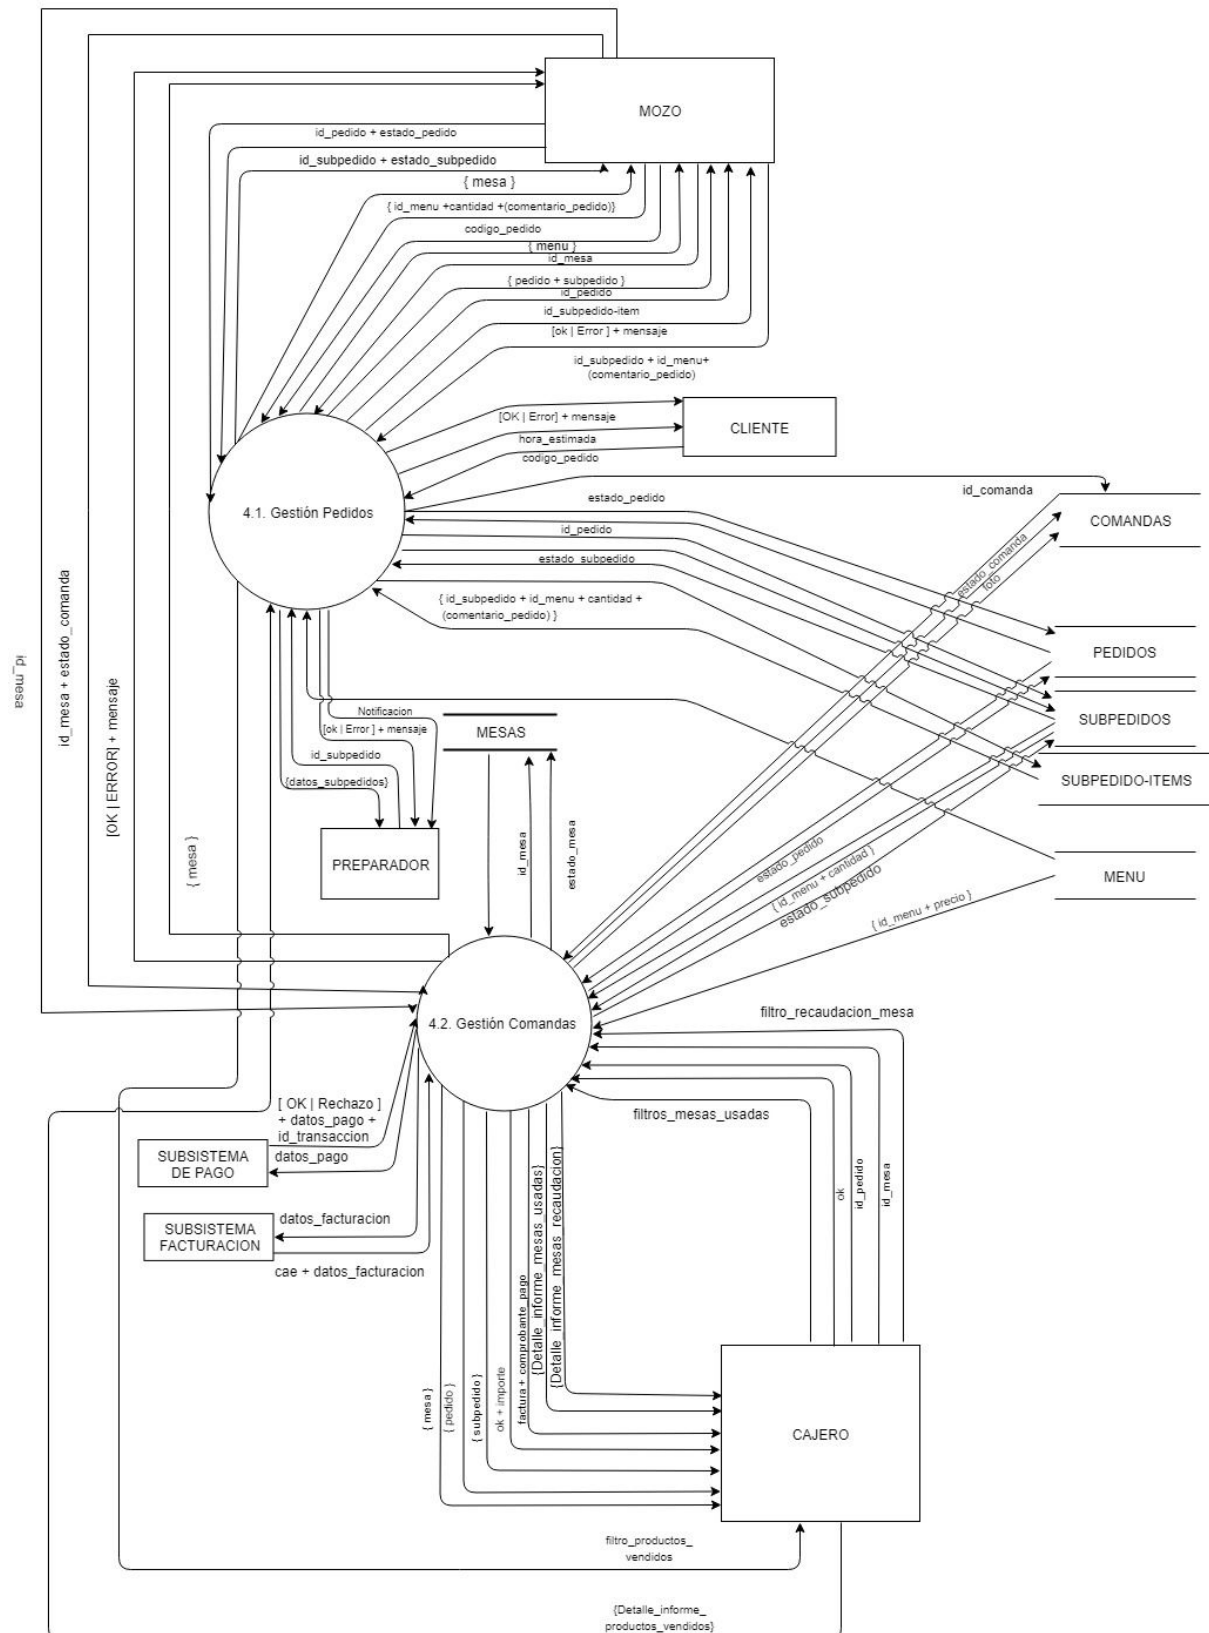 MOZO
id_pedido + estado_pedido
id_subpedido + estado_subpedido
{ mesa }
{ id_menu +cantidad +(comentario_pedido)}
codigo_pedido
{ menu }
id_mesa
{ pedido + subpedido }
id_pedido
id_subpedido-item
[ok | Error ] + mensaje
id_subpedido + id_menu+
(comentario_pedido)
[OK | Error] + mensaje
CLIENTE
hora_estimada
codigo_pedido
4.1. Gestión Pedidos
estado_pedido
id_comanda
COMANDAS
id_pedido
estado_subpedido
estado_comanda
foto
{ id_subpedido + id_menu + cantidad +
(comentario_pedido) }
PEDIDOS
SUBPEDIDOS
SUBPEDIDO-ITEMS
MENU
id_mesa
id_mesa + estado_comanda
[OK | ERROR] + mensaje
{ mesa }
Notificacion
[ok | Error ] + mensaje
id_subpedido
{datos_subpedidos}
MESAS
PREPARADOR
id_mesa
estado_mesa
estado_pedido
{ id_menu + cantidad }
estado_subpedido
{ id_menu + precio }
4.2. Gestión Comandas
filtro_recaudacion_mesa
filtros_mesas_usadas
[ OK | Rechazo ]
+ datos_pago +
id_transaccion
datos_pago
SUBSISTEMA
DE PAGO
datos_facturacion
SUBSISTEMA
FACTURACION
cae + datos_facturacion
ok
id_pedido
id_mesa
{ mesa }
{ pedido }
{ subpedido }
ok + importe
factura + comprobante_pago
{Detalle_informe_mesas_usadas}
{Detalle_informe_mesas_recaudacion}
CAJERO
filtro_productos_
vendidos
{Detalle_informe_
productos_vendidos}